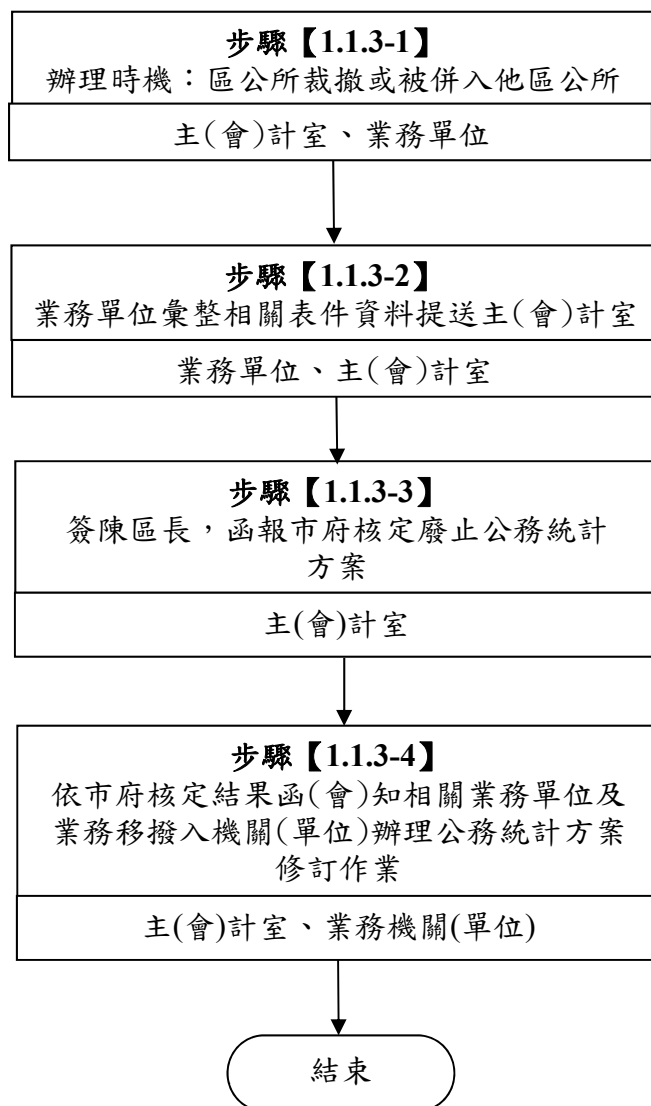 步驟【1.1.3-1】
辦理時機：區公所裁撤或被併入他區公所
主(會)計室、業務單位
步驟【1.1.3-2】
業務單位彙整相關表件資料提送主(會)計室
業務單位、主(會)計室
步驟【1.1.3-3】
簽陳區長，函報市府核定廢止公務統計
方案
主(會)計室
步驟【1.1.3-4】
依市府核定結果函(會)知相關業務單位及
業務移撥入機關(單位)辦理公務統計方案
修訂作業
主(會)計室、業務機關(單位)
結束